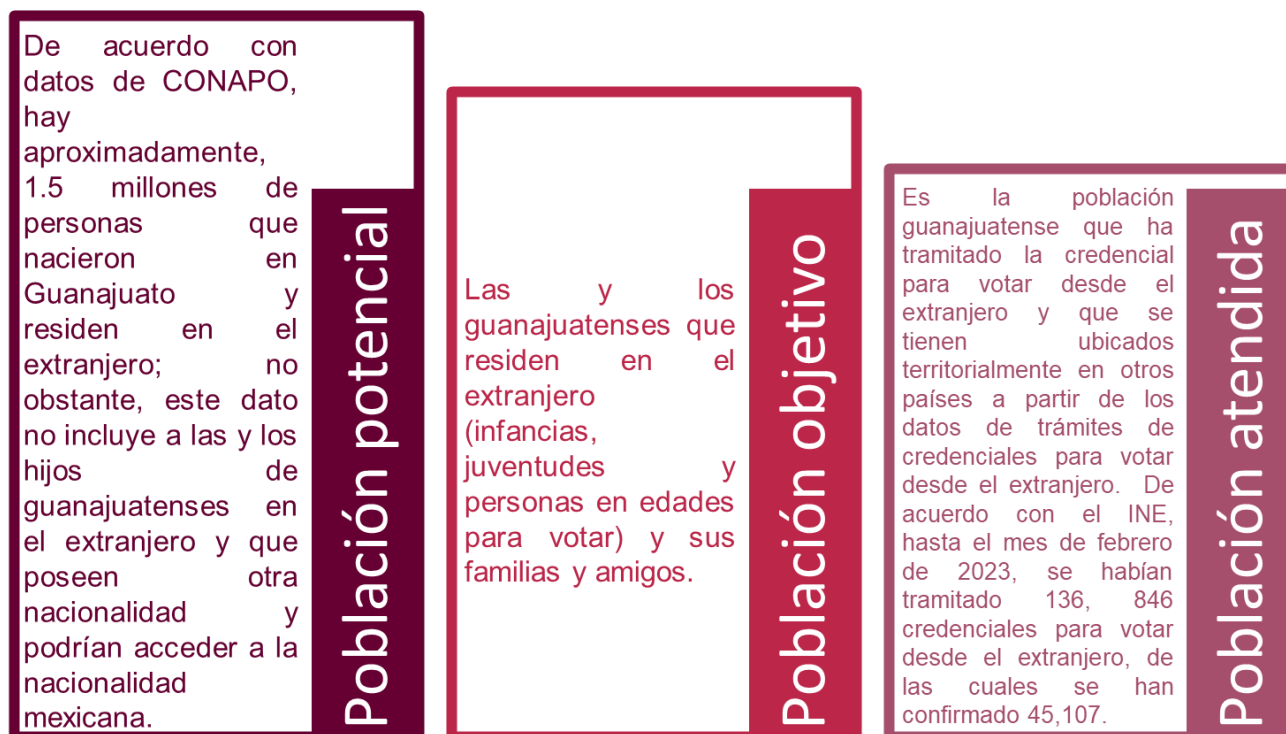 De acuerdo con
datos de CONAPO,
hay
aproximadamente,
1.5 millones de
personas que
nacieron en
Guanajuato y
residen en el
extranjero; no
obstante, este dato
no incluye a las y los
hijos de
guanajuatenses en
el extranjero y que
poseen otra
nacionalidad y
podrían acceder a la
nacionalidad
mexicana.
Población potencial
Las y los
guanajuatenses que
residen en el
extranjero
(infancias,
juventudes y
personas en edades
para votar) y sus
familias y amigos.
Población objetivo
Es la población
guanajuatense que ha
tramitado la credencial
para votar desde el
extranjero y que se
tienen ubicados
territorialmente en otros
países a partir de los
datos de trámites de
credenciales para votar
desde el extranjero. De
acuerdo con el INE,
hasta el mes de febrero
de 2023, se habían
tramitado 136, 846
credenciales para votar
desde el extranjero, de
las cuales se han
confirmado 45,107.
Población atendida